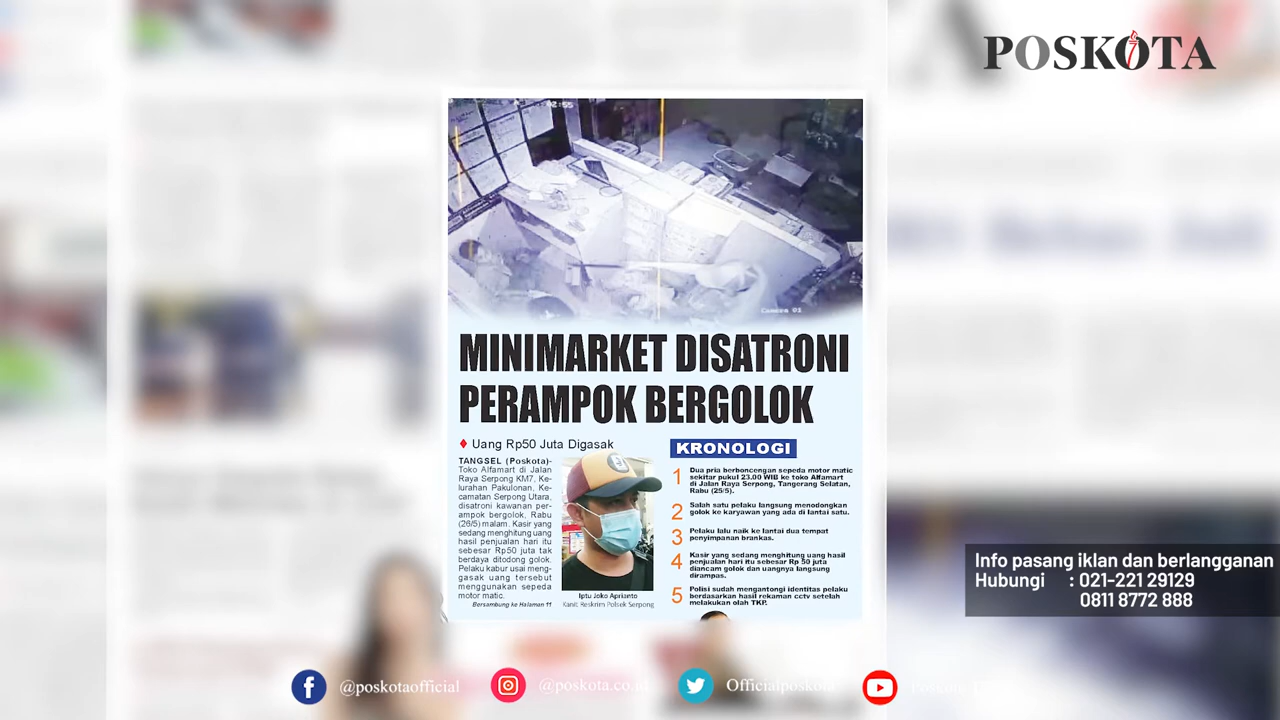 POSKOTA
02:55
Camera 03
MINIMARKET DISATRONI
PERAMPOK BERGOLOK
Uang Rp50 Juta Digasak
TANGSEL (Poskota)-
Toko Alfamart di Jalan
Raya Serpong KM7, Ke-
lurahan Pakulonan, Ke-
camatan Serpong Utara,
disatroni kawanan per-
ampok bergolok, Rabu
(26/5) malam. Kasir yang
sedang menghitung uang
hasil penjualan hari itu
sebesar Rp50 juta tak
berdaya ditodong golok.
Pelaku kabur usai meng-
gasak uang tersebut
menggunakan sepeda
motor matic.
Bersambung ke Halaman 11
Iptu Joko Aprianto
Kanit Reskrim Polsek Serpong
KRONOLOGI
1 Dua pria berboncengan sepeda motor matic
sekitar pukul 23.00 WIB ke toko Alfamart
di Jalan Raya Serpong, Tangerang Selatan,
Rabu (25/5).
2 Salah satu pelaku langsung menodongkan
golok ke karyawan yang ada di lantai satu.
3 Pelaku lalu naik ke lantai dua tempat
penyimpanan brankas.
4 Kasir yang sedang menghitung uang hasil
penjualan hari itu sebesar Rp 50 juta
diancam golok dan uangnya langsung
dirampas.
5 Polisi sudah mengantongi identitas pelaku
berdasarkan hasil rekaman cctv setelah
melakukan olah TKP.
Info pasang iklan dan berlangganan
Hubungi : 021-221 29129
0811 8772 888
@poskotaofficial
@poskota.co.id
Officialposkota